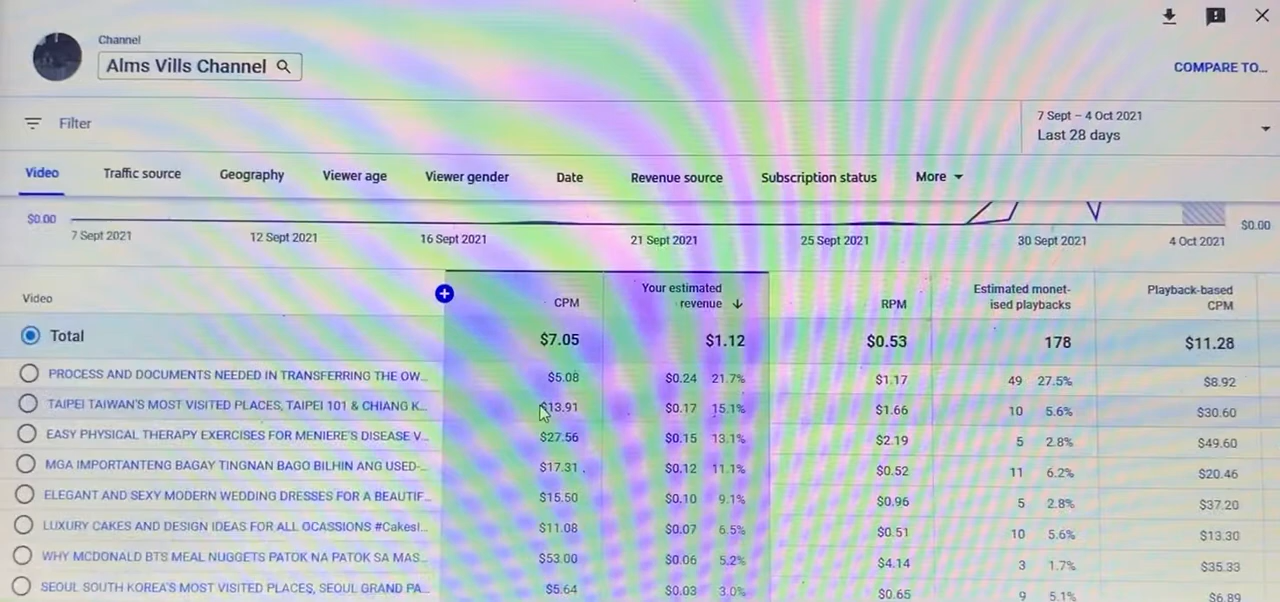 Channel
Alms Vills Channel
COMPARE TO...
Filter
7 Sept – 4 Oct 2021
Last 28 days
Video Traffic source Geography Viewer age Viewer gender Date Revenue source Subscription status More
$0.00
$0.00
7 Sept 2021 12 Sept 2021 16 Sept 2021 21 Sept 2021 25 Sept 2021 30 Sept 2021 4 Oct 2021
Video CPM Your estimated revenue RPM Estimated monet-ised playbacks Playback-based CPM
Total $7.05 $1.12 $0.53 178 $11.28
PROCESS AND DOCUMENTS NEEDED IN TRANSFERRING THE OW... $5.08 $0.24 21.7% $1.17 49 27.5% $8.92
TAIPEI TAIWAN'S MOST VISITED PLACES, TAIPEI 101 & CHIANG K... $13.91 $0.17 15.1% $1.66 10 5.6% $30.60
EASY PHYSICAL THERAPY EXERCISES FOR MENIERE'S DISEASE V... $27.56 $0.15 13.1% $2.19 5 2.8% $49.60
MGA IMPORTANTENG BAGAY TINGNAN BAGO BILHIN ANG USED-... $17.31 $0.12 11.1% $0.52 11 6.2% $20.46
ELEGANT AND SEXY MODERN WEDDING DRESSES FOR A BEAUTIF... $15.50 $0.10 9.1% $0.96 5 2.8% $37.20
LUXURY CAKES AND DESIGN IDEAS FOR ALL OCASSIONS #Cakesl... $11.08 $0.07 6.5% $0.51 10 5.6% $13.30
WHY MCDONALD BTS MEAL NUGGETS PATOK NA PATOK SA MAS... $53.00 $0.06 5.2% $4.14 3 1.7% $35.33
SEOUL SOUTH KOREA'S MOST VISITED PLACES, SEOUL GRAND PA... $5.64 $0.03 3.0% $0.65 9 5.1% $6.89